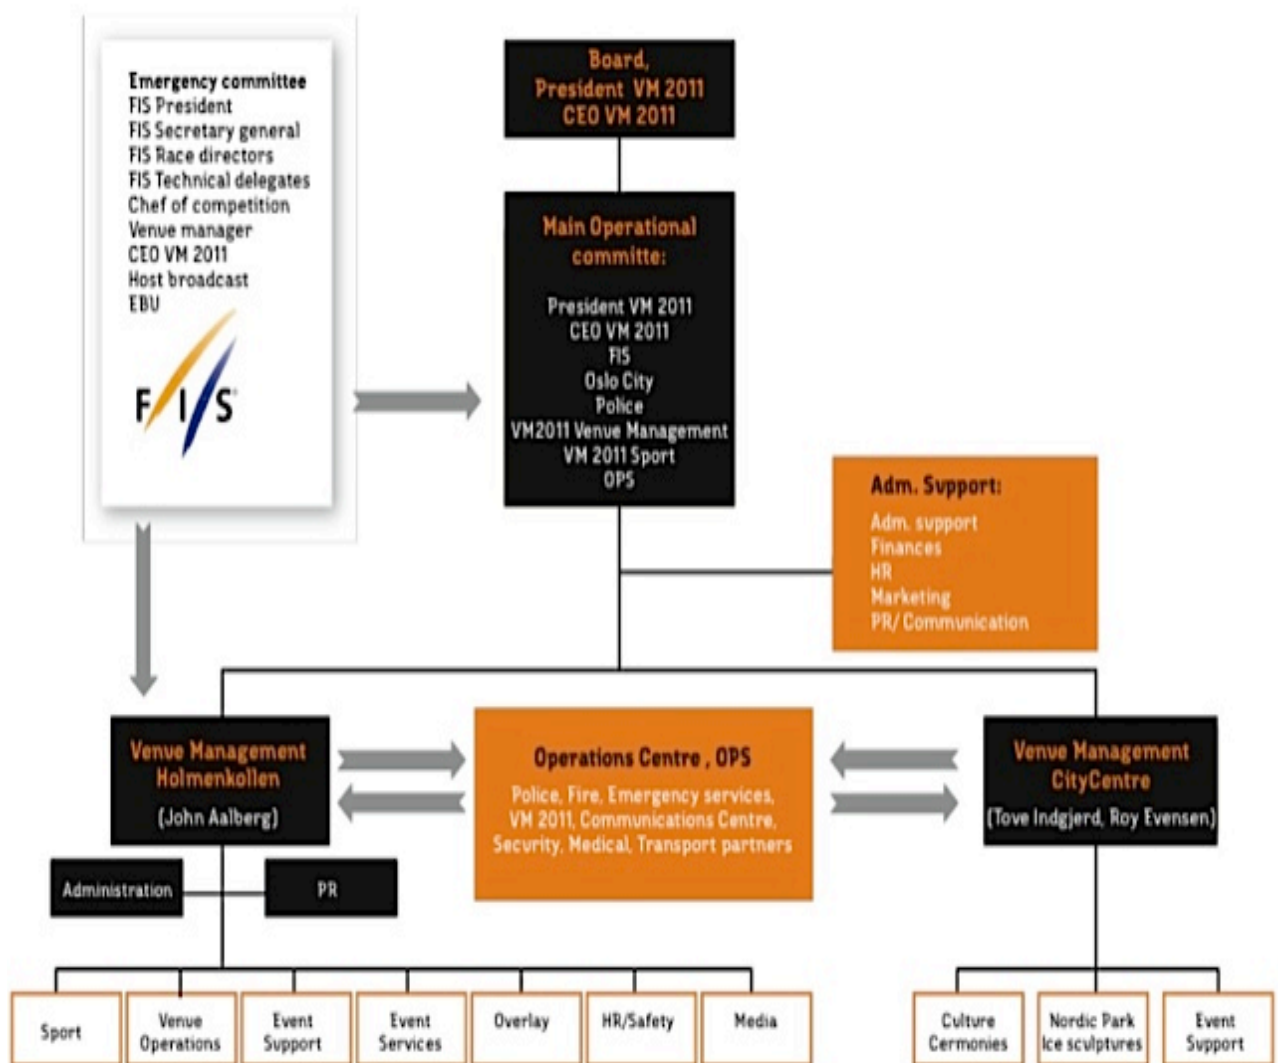 Emergency committee
FIS President
FIS Secretary general
FIS Race directors
FIS Technical delegates
Chef of competition
Venue manager
CEO VM 2011
Host broadcast
EBU
FIS
Board,
President VM 2011
CEO VM 2011
Main Operational
committe:
President VM 2011
CEO VM 2011
FIS
Oslo City
Police
VM2011 Venue Management
VM 2011 Sport
OPS
Adm. Support:
Adm. support
Finances
HR
Marketing
PR/ Communication
Venue Management
Holmenkollen
(John Aalberg)
Operations Centre , OPS
Police, Fire, Emergency services,
VM 2011, Communications Centre,
Security, Medical, Transport partners
Venue Management
CityCentre
(Tove Indgjerd, Roy Evensen)
Administration
PR
Sport
Venue
Operations
Event
Support
Event
Services
Overlay
HR/Safety
Media
Culture
Cermonies
Nordic Park
Ice sculptures
Event
Support